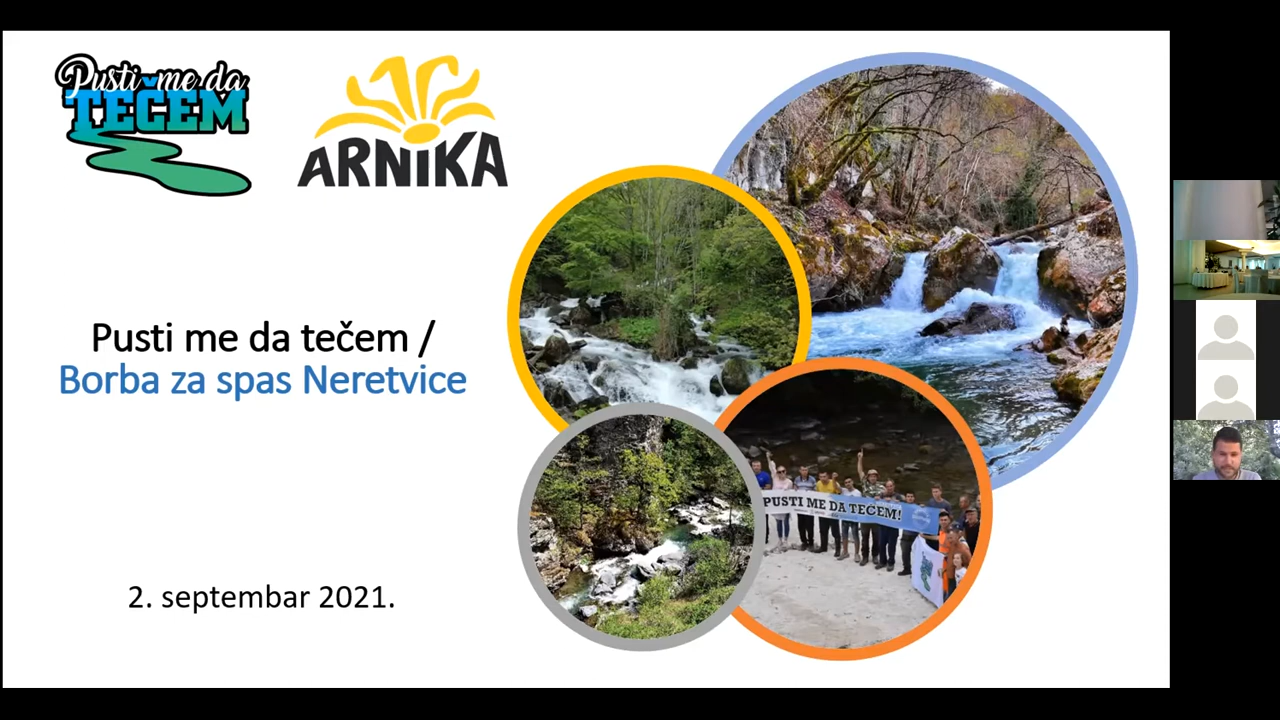 Pusti me da
TEČEM
ARNIKA
Pusti me da tečem /
Borba za spas Neretvice
PUSTI ME DA TEČEM!
2. septembar 2021.